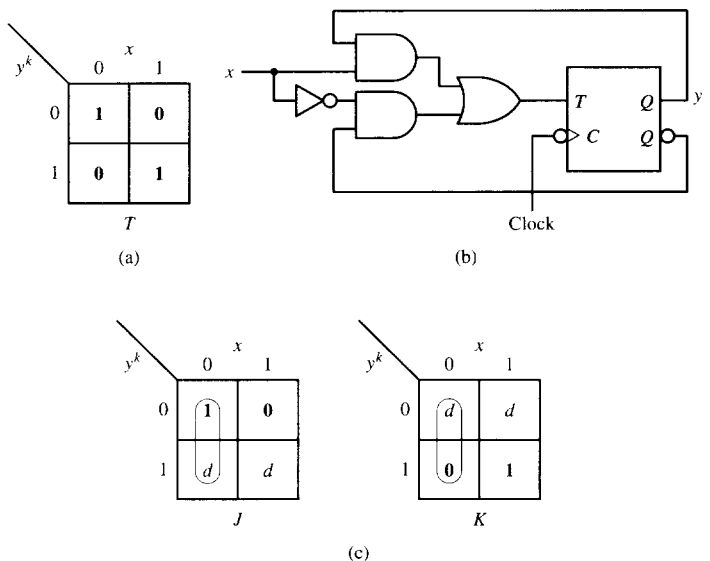 x
y^k
0 1
0 1 0
1 0 1
T
(a)
x
T Q y
C Q
Clock
(b)
x
y^k
0 1
0 1 0
1 d d
J
x
y^k
0 1
0 d d
1 0 1
K
(c)